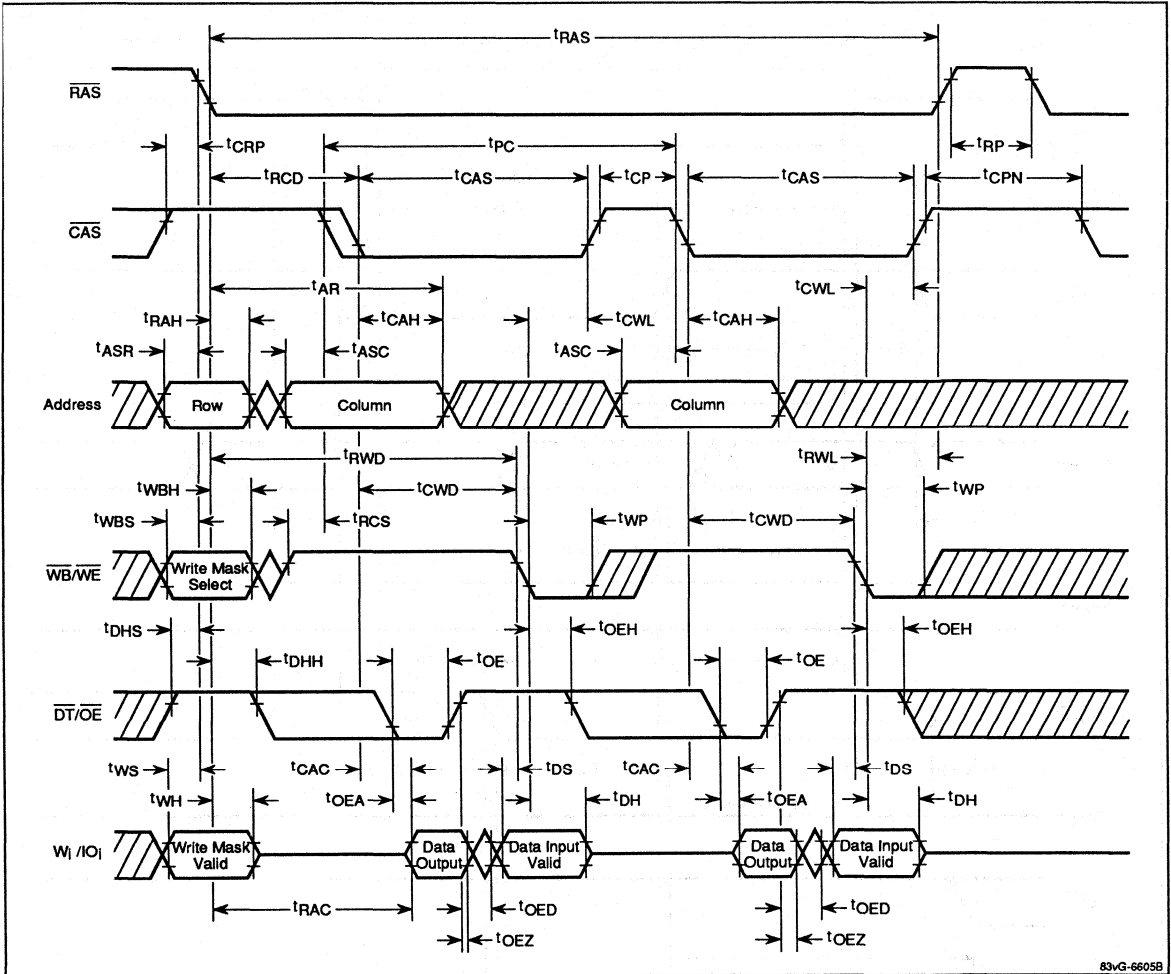 tRAS
RAS
tCRP
tPC
tRP
tRCD
tCAS
tCP
tCAS
tCPN
CAS
tAR
tCWL
tRAH
tCAH
tCWL
tCAH
tASR
tASC
tASC
Address
Row
Column
Column
tRWD
tRWL
tWBH
tCWD
tWP
tWBS
tRCS
tWP
tCWD
WB/WE
Write Mask
Select
tDHS
tOEH
tOEH
tDHH
tOE
tOE
DT/OE
tWS
tCAC
tDS
tCAC
tDS
tWH
tOEA
tDH
tOEA
tDH
Wi/IOi
Write Mask
Valid
Data
Output
Data Input
Valid
Data
Output
Data Input
Valid
tRAC
tOED
tOED
tOEZ
tOEZ
83vG-6605B